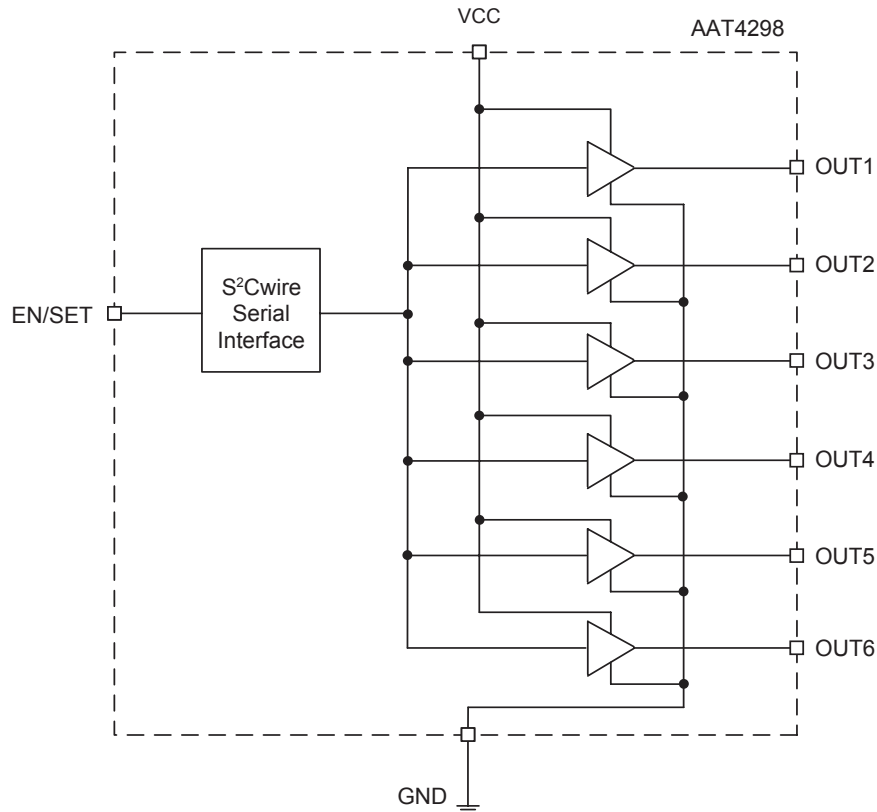 VCC
AAT4298
OUT1
OUT2
S²Cwire
Serial
Interface
EN/SET
OUT3
OUT4
OUT5
OUT6
GND